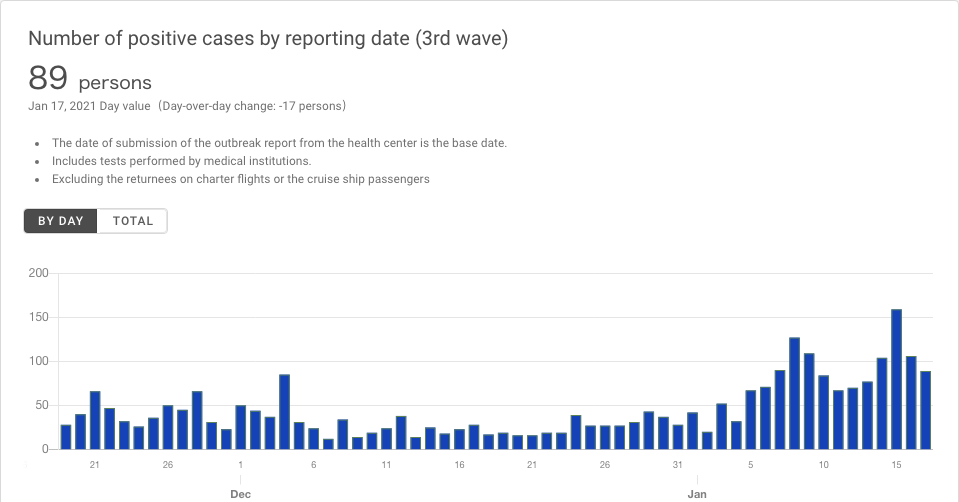 Number of positive cases by reporting date (3rd wave)
89 persons
Jan 17, 2021 Day value（Day-over-day change: -17 persons）
• The date of submission of the outbreak report from the health center is the base date.
• Includes tests performed by medical institutions.
• Excluding the returnees on charter flights or the cruise ship passengers
BY DAY TOTAL
200
150
100
50
0
21 26 1 6 11 16 21 26 31 5 10 15
Dec Jan